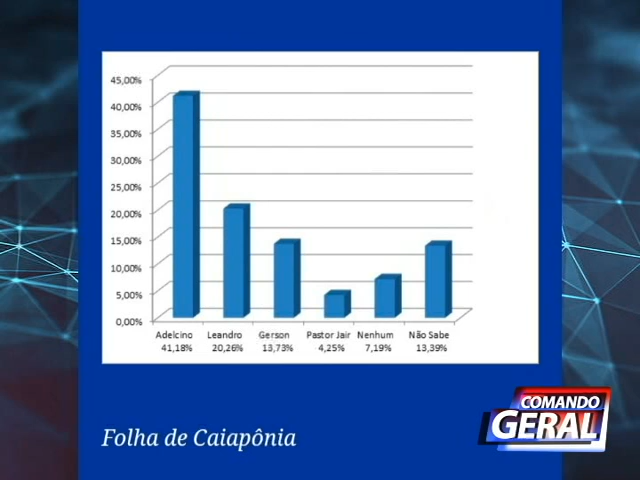 45,00%
40,00%
35,00%
30,00%
25,00%
20,00%
15,00%
10,00%
5,00%
0,00%
Adelcino Leandro Gerson Pastor Jair Nenhum Não Sabe
41,18% 20,26% 13,73% 4,25% 7,19% 13,39%
Folha de Caiapônia
COMANDO
GERAL